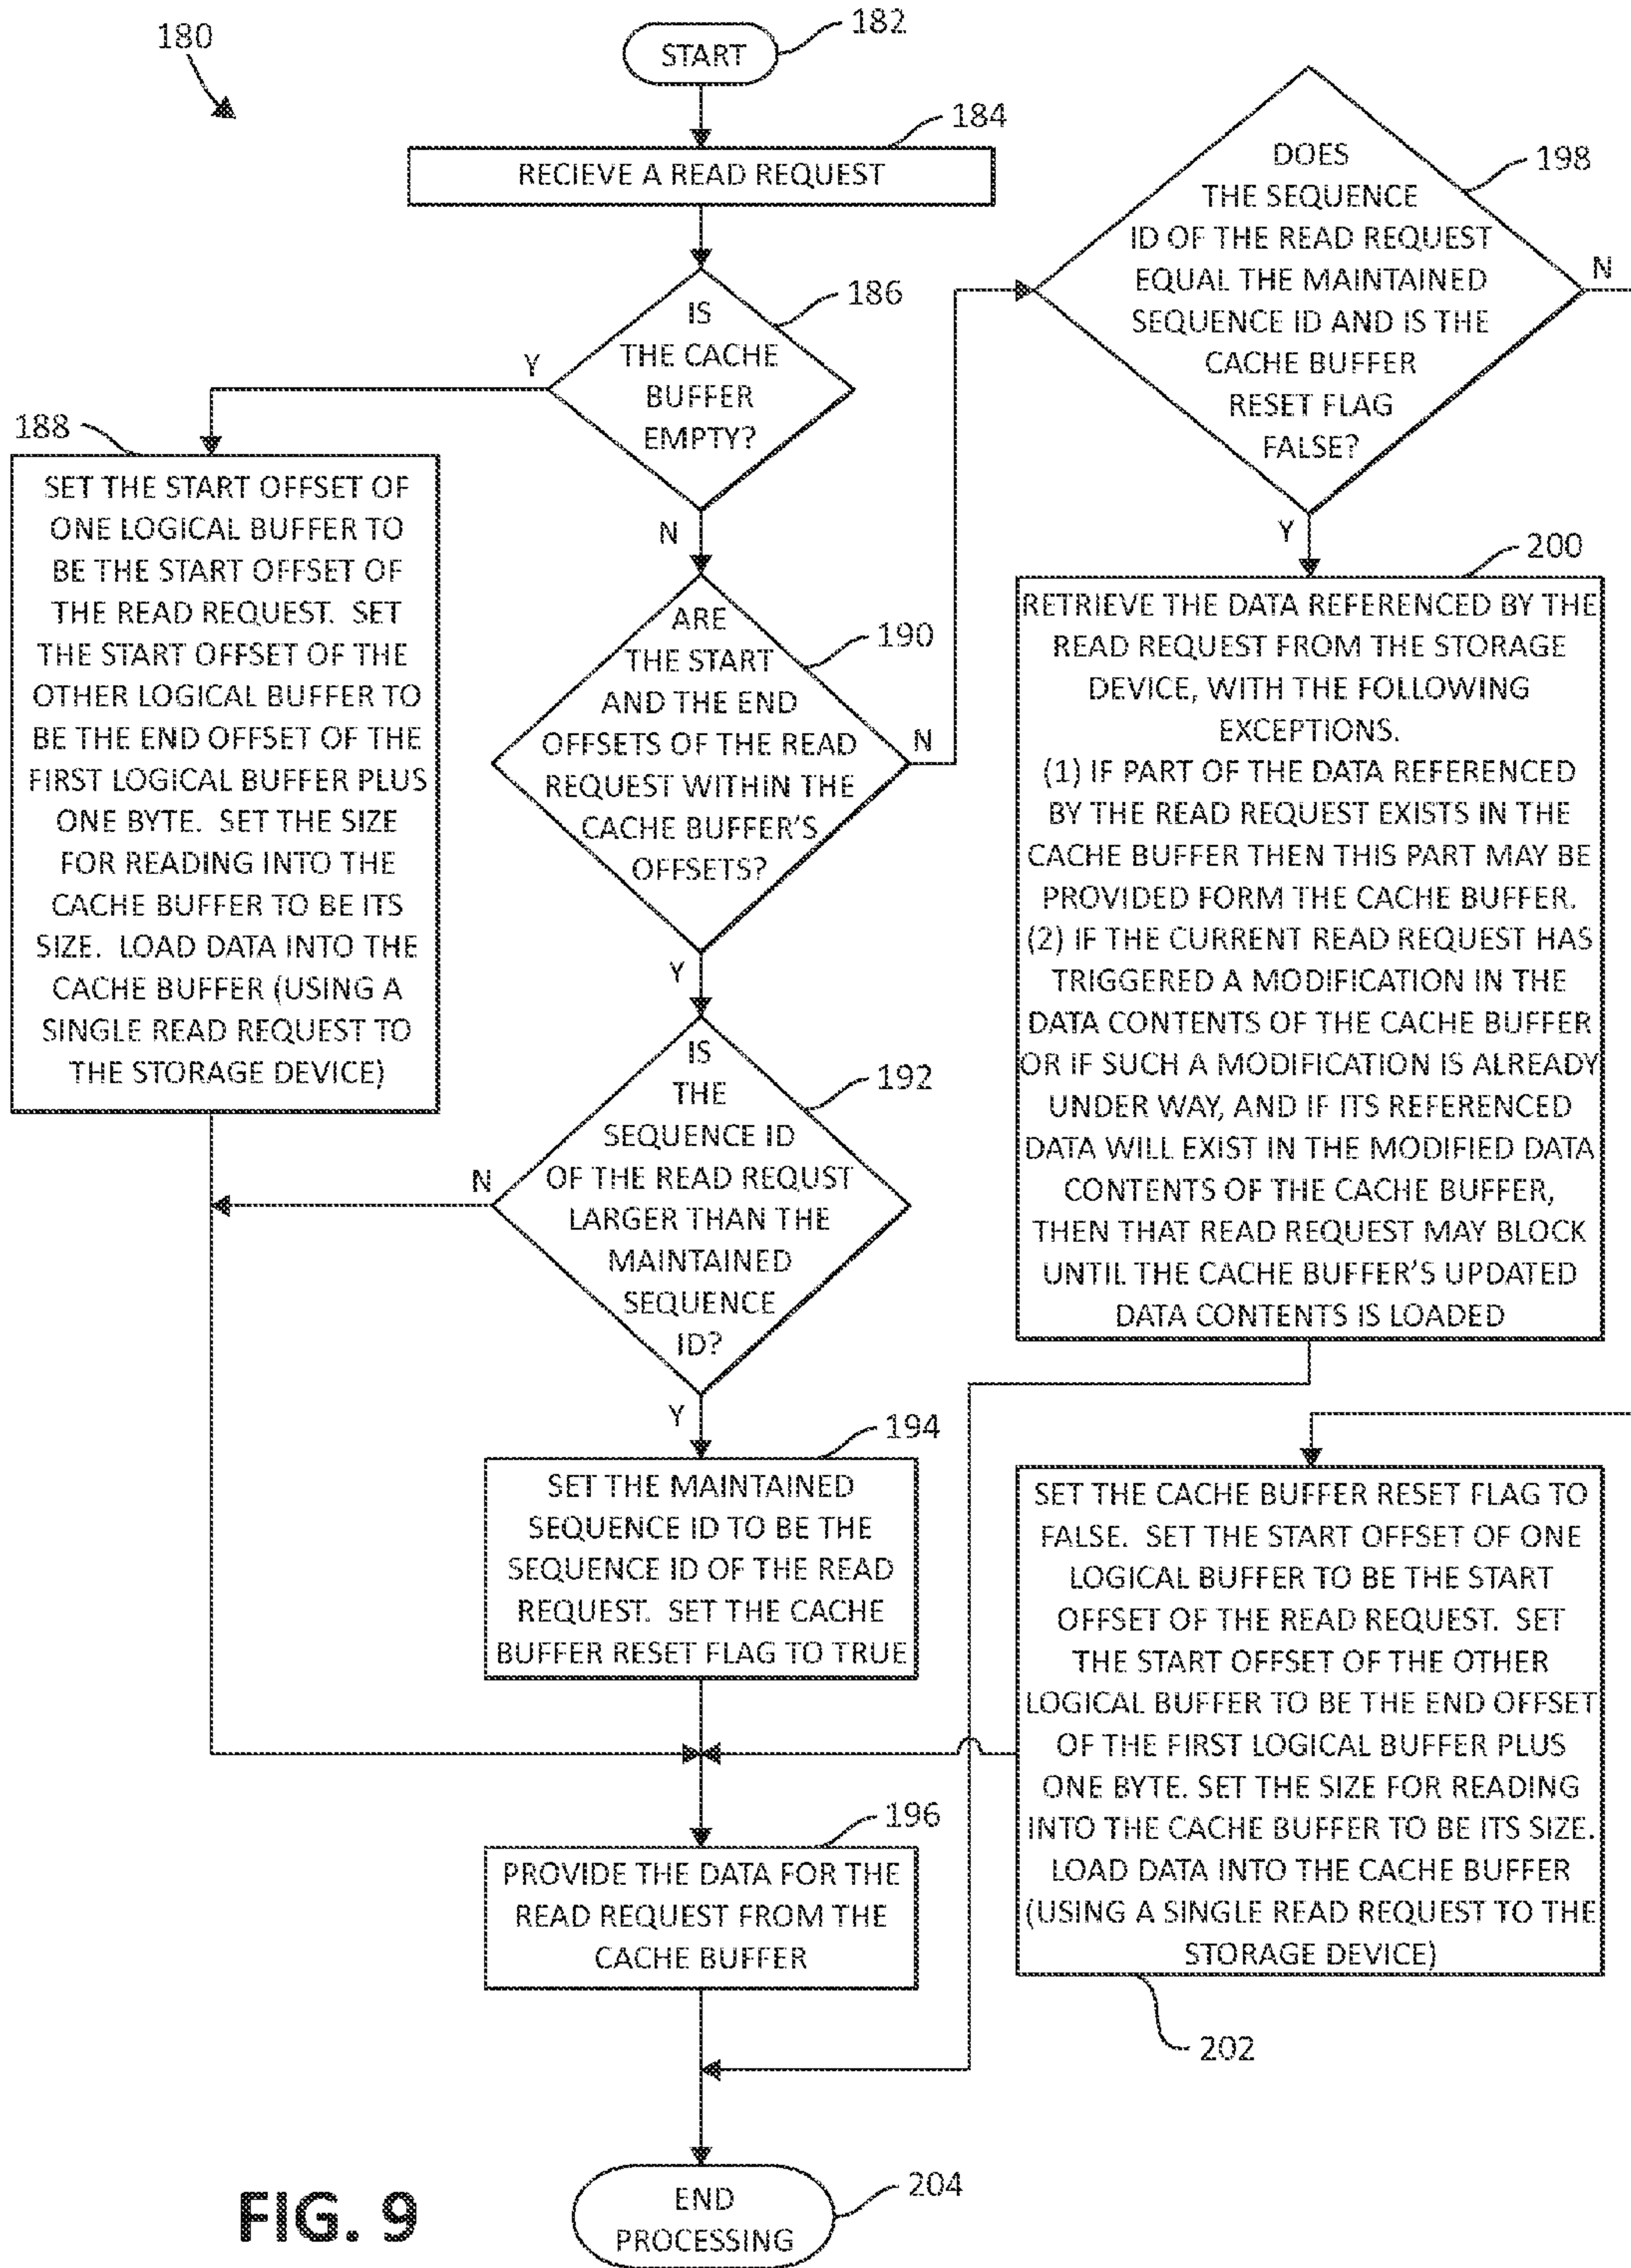 180
START
182
RECIEVE A READ REQUEST
184
IS
THE CACHE
BUFFER
EMPTY?
186
Y
N
188
SET THE START OFFSET OF
ONE LOGICAL BUFFER TO
BE THE START OFFSET OF
THE READ REQUEST. SET
THE START OFFSET OF THE
OTHER LOGICAL BUFFER TO
BE THE END OFFSET OF THE
FIRST LOGICAL BUFFER PLUS
ONE BYTE. SET THE SIZE
FOR READING INTO THE
CACHE BUFFER TO BE ITS
SIZE. LOAD DATA INTO THE
CACHE BUFFER (USING A
SINGLE READ REQUEST TO
THE STORAGE DEVICE)
ARE
THE START
AND THE END
OFFSETS OF THE READ
REQUEST WITHIN THE
CACHE BUFFER'S
OFFSETS?
190
N
Y
IS
THE
SEQUENCE ID
OF THE READ REQUST
LARGER THAN THE
MAINTAINED
SEQUENCE
ID?
192
N
Y
194
SET THE MAINTAINED
SEQUENCE ID TO BE THE
SEQUENCE ID OF THE READ
REQUEST. SET THE CACHE
BUFFER RESET FLAG TO TRUE
196
PROVIDE THE DATA FOR THE
READ REQUEST FROM THE
CACHE BUFFER
DOES
THE SEQUENCE
ID OF THE READ REQUEST
EQUAL THE MAINTAINED
SEQUENCE ID AND IS THE
CACHE BUFFER
RESET FLAG
FALSE?
198
N
Y
200
RETRIEVE THE DATA REFERENCED BY THE
READ REQUEST FROM THE STORAGE
DEVICE, WITH THE FOLLOWING
EXCEPTIONS.
(1) IF PART OF THE DATA REFERENCED
BY THE READ REQUEST EXISTS IN THE
CACHE BUFFER THEN THIS PART MAY BE
PROVIDED FORM THE CACHE BUFFER.
(2) IF THE CURRENT READ REQUEST HAS
TRIGGERED A MODIFICATION IN THE
DATA CONTENTS OF THE CACHE BUFFER
OR IF SUCH A MODIFICATION IS ALREADY
UNDER WAY, AND IF ITS REFERENCED
DATA WILL EXIST IN THE MODIFIED DATA
CONTENTS OF THE CACHE BUFFER,
THEN THAT READ REQUEST MAY BLOCK
UNTIL THE CACHE BUFFER'S UPDATED
DATA CONTENTS IS LOADED
SET THE CACHE BUFFER RESET FLAG TO
FALSE. SET THE START OFFSET OF ONE
LOGICAL BUFFER TO BE THE START
OFFSET OF THE READ REQUEST. SET
THE START OFFSET OF THE OTHER
LOGICAL BUFFER TO BE THE END OFFSET
OF THE FIRST LOGICAL BUFFER PLUS
ONE BYTE. SET THE SIZE FOR READING
INTO THE CACHE BUFFER TO BE ITS SIZE.
LOAD DATA INTO THE CACHE BUFFER
(USING A SINGLE READ REQUEST TO THE
STORAGE DEVICE)
202
END
PROCESSING
204
FIG. 9